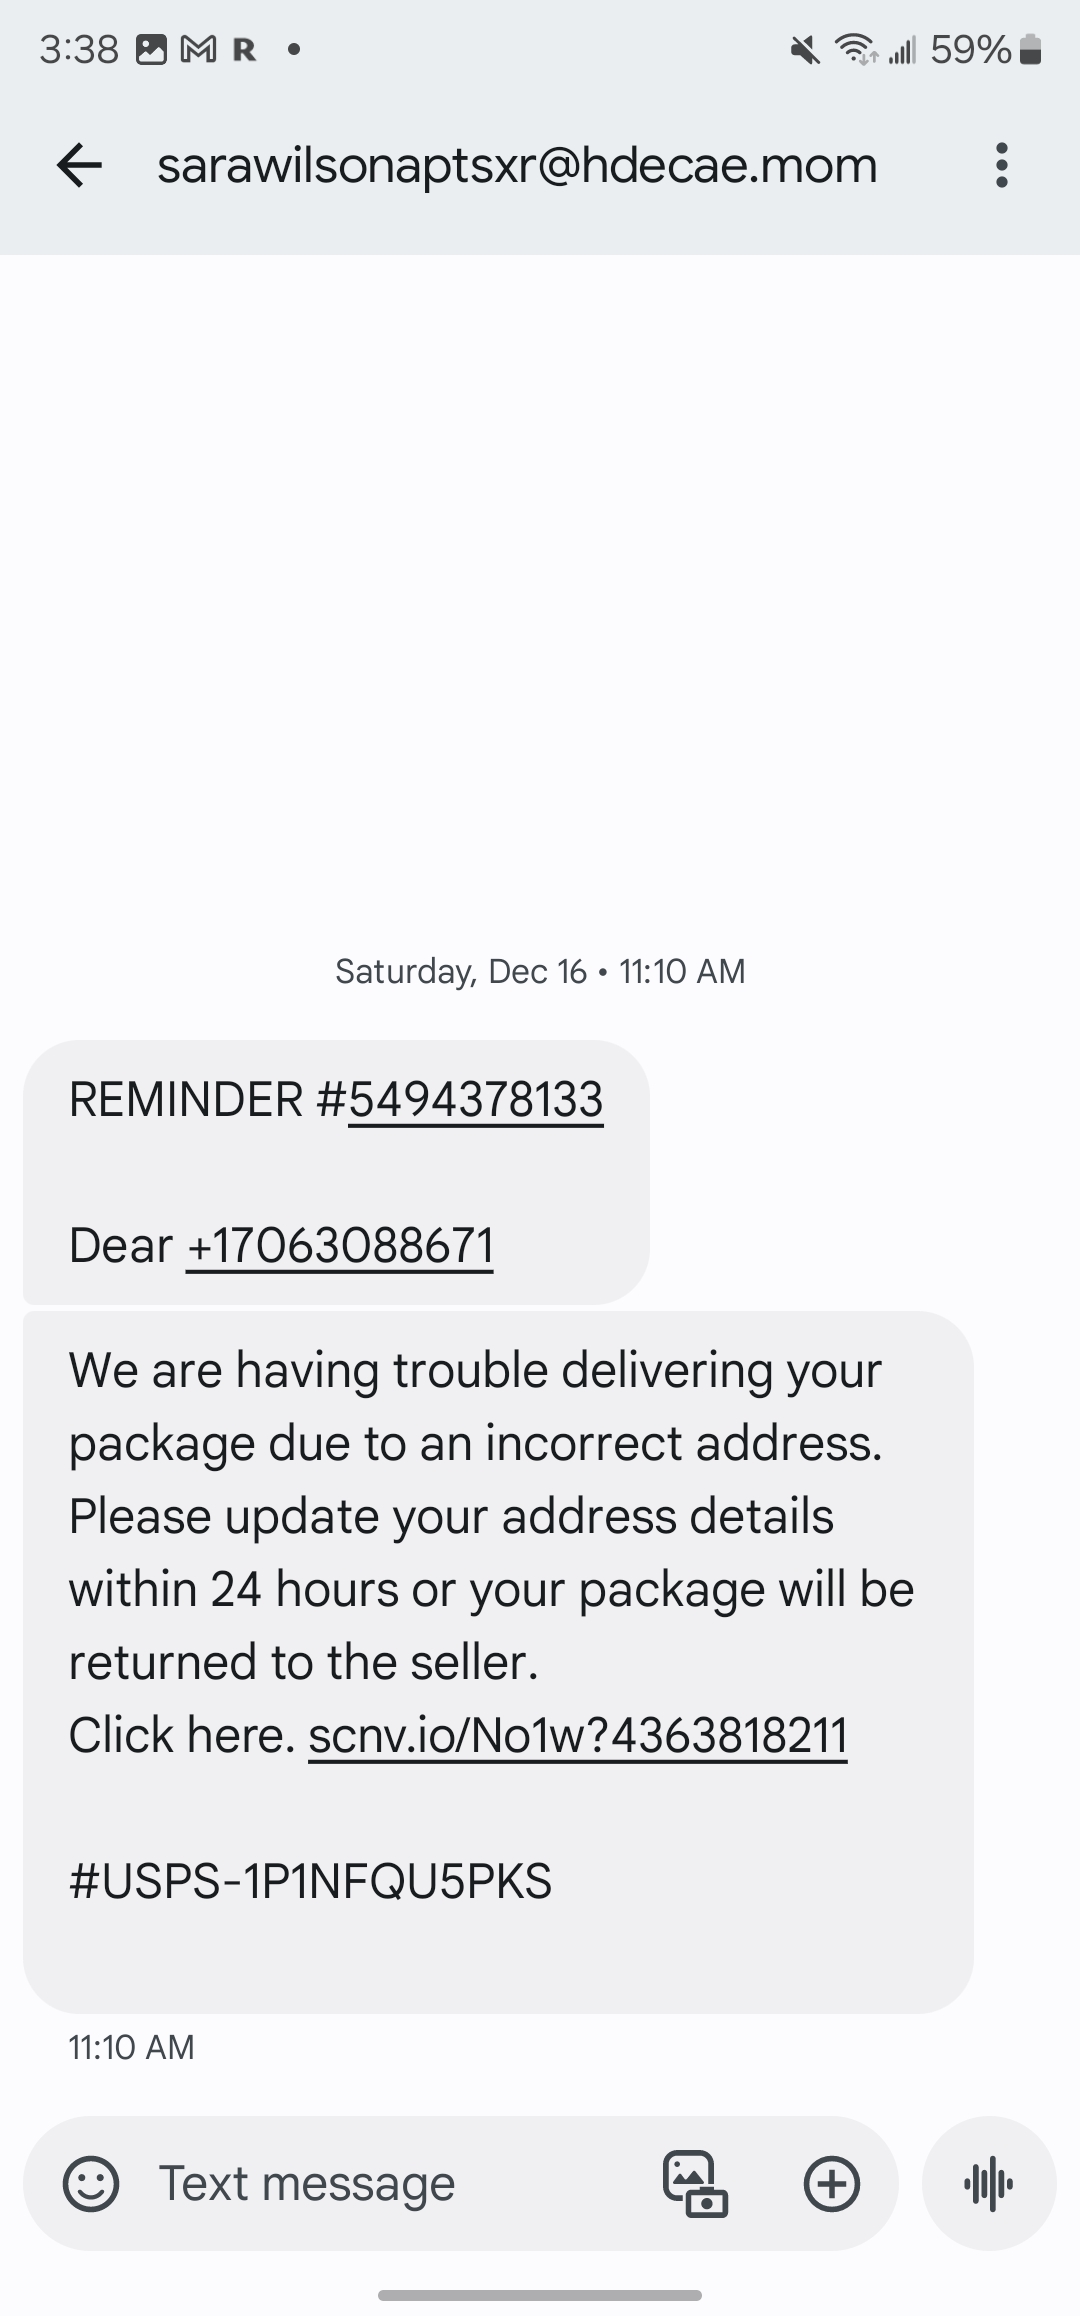 3:38 R 59%
sarawilsonaptsxr@hdecae.mom
Saturday, Dec 16 • 11:10 AM
REMINDER #5494378133
Dear +17063088671
We are having trouble delivering your
package due to an incorrect address.
Please update your address details
within 24 hours or your package will be
returned to the seller.
Click here. scnv.io/No1w?4363818211
#USPS-1P1NFQU5PKS
11:10 AM
Text message